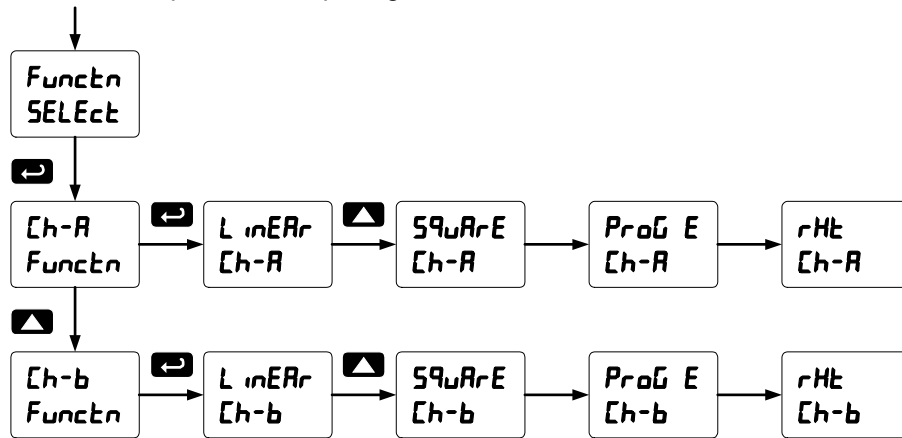 Functn
SELEct
Ch-A
Functn
LinEAr
Ch-A
SquArE
Ch-A
ProG E
Ch-A
rHt
Ch-A
Ch-b
Functn
LinEAr
Ch-b
SquArE
Ch-b
ProG E
Ch-b
rHt
Ch-b